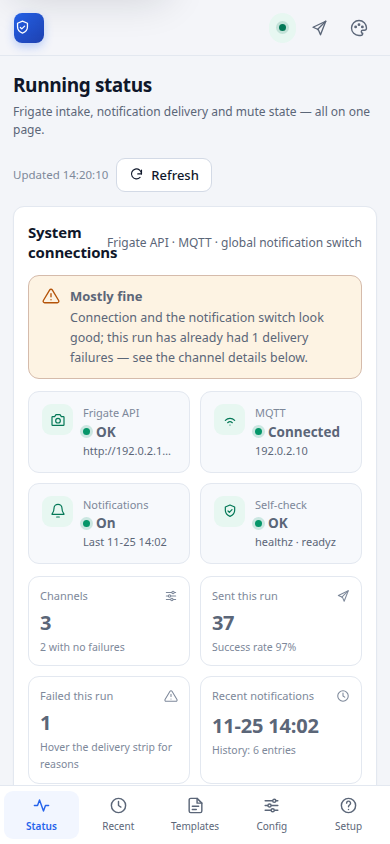 Running status
Frigate intake, notification delivery and mute state — all on one
page.
Updated 14:20:10
Refresh
System
connections
Frigate API · MQTT · global notification switch
Mostly fine
Connection and the notification switch look
good; this run has already had 1 delivery
failures — see the channel details below.
Frigate API
OK
http://192.0.2.1...
MQTT
Connected
192.0.2.10
Notifications
On
Last 11-25 14:02
Self-check
OK
healthz · readyz
Channels
3
2 with no failures
Sent this run
37
Success rate 97%
Failed this run
1
Hover the delivery strip for
reasons
Recent notifications
11-25 14:02
History: 6 entries
Status
Recent
Templates
Config
Setup